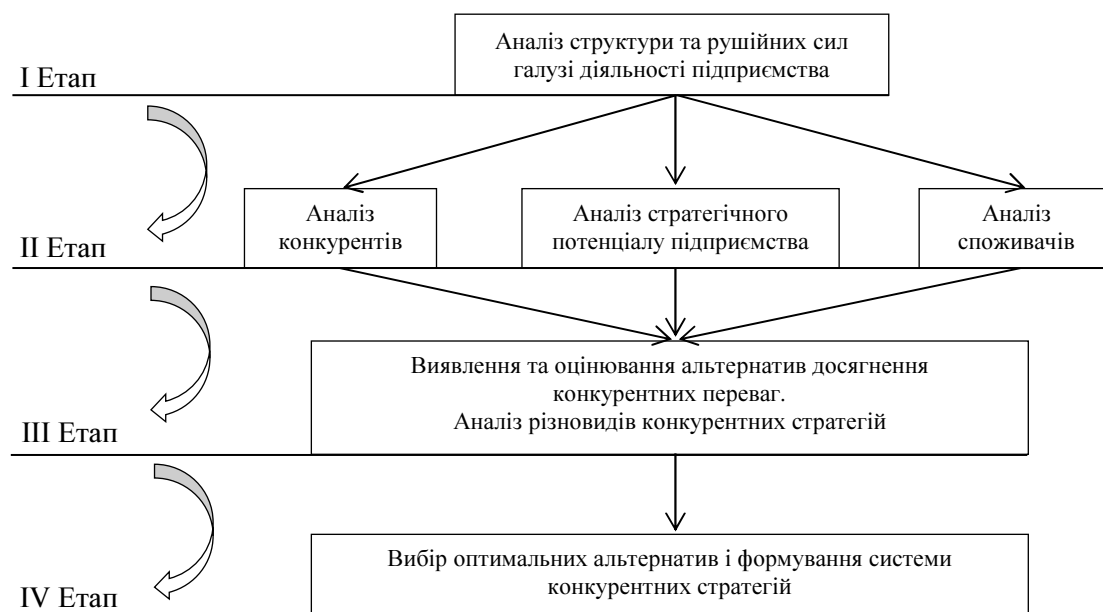 Аналіз структури та рушійних сил
галузі діяльності підприємства
I Етап
Аналіз
конкурентів
Аналіз стратегічного
потенціалу підприємства
Аналіз
споживачів
II Етап
Виявлення та оцінювання альтернатив досягнення
конкурентних переваг.
Аналіз різновидів конкурентних стратегій
III Етап
Вибір оптимальних альтернатив і формування системи
конкурентних стратегій
IV Етап